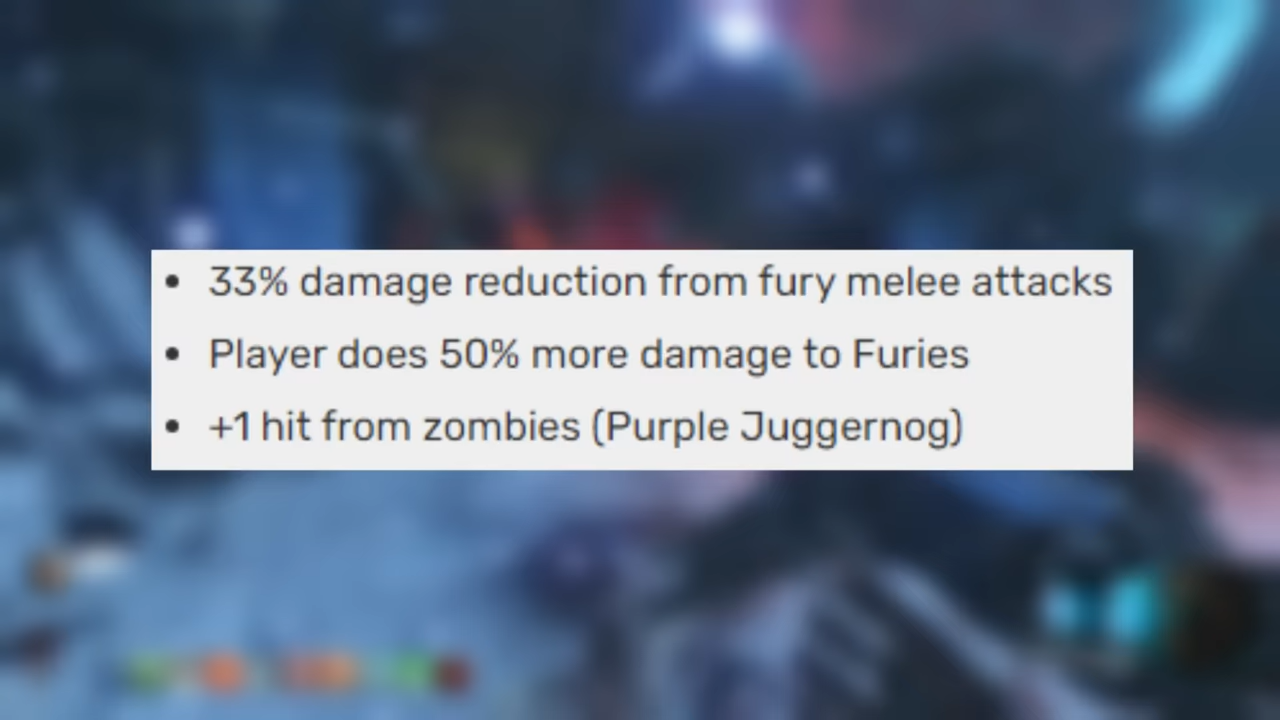 • 33% damage reduction from fury melee attacks
• Player does 50% more damage to Furies
• +1 hit from zombies (Purple Juggernog)